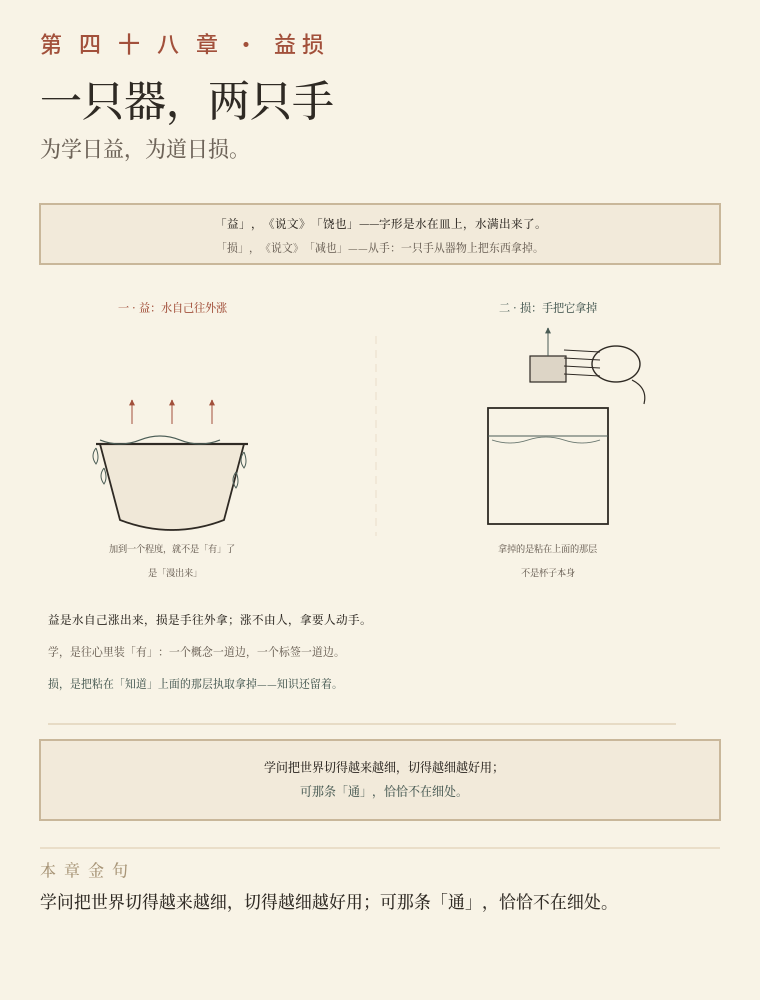 第四十八章 · 益损
一只器，两只手
为学日益，为道日损。
「益」，《说文》「饶也」——字形是水在皿上，水满出来了。
「损」，《说文》「减也」——从手：一只手从器物上把东西拿掉。
一 · 益：水自己往外涨
二 · 损：手把它拿掉
加到一个程度，就不是「有」了
是「漫出来」
拿掉的是粘在上面的那层
不是杯子本身
益是水自己涨出来，损是手往外拿；涨不由人，拿要人动手。
学，是往心里装「有」：一个概念一道边，一个标签一道边。
损，是把粘在「知道」上面的那层执取拿掉——知识还留着。
学问把世界切得越来越细，切得越细越好用；
可那条「通」，恰恰不在细处。
本章金句
学问把世界切得越来越细，切得越细越好用；可那条「通」，恰恰不在细处。